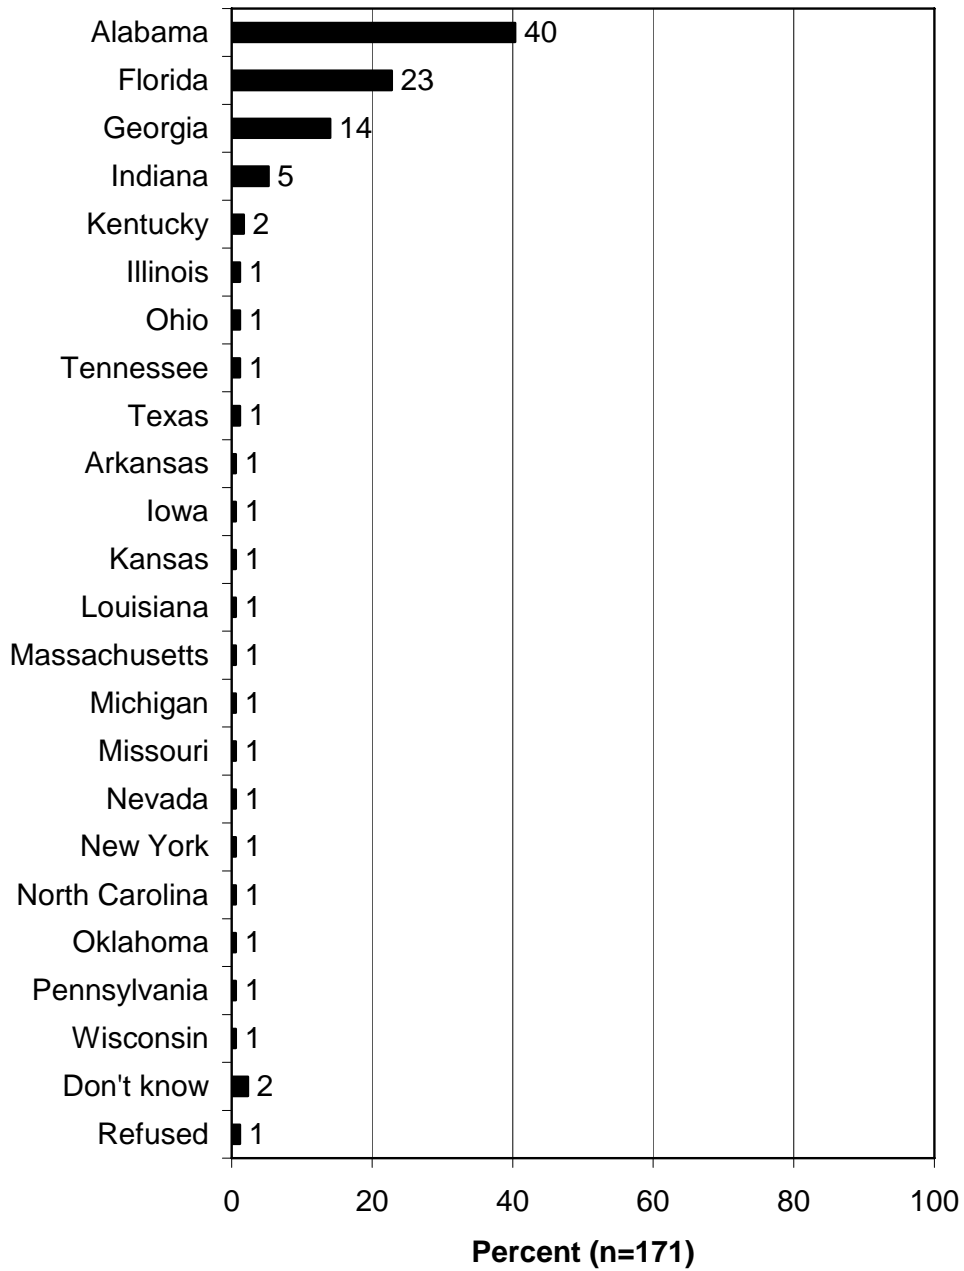 Alabama 40
Florida 23
Georgia 14
Indiana 5
Kentucky 2
Illinois 1
Ohio 1
Tennessee 1
Texas 1
Arkansas 1
Iowa 1
Kansas 1
Louisiana 1
Massachusetts 1
Michigan 1
Missouri 1
Nevada 1
New York 1
North Carolina 1
Oklahoma 1
Pennsylvania 1
Wisconsin 1
Don't know 2
Refused 1
0 20 40 60 80 100
Percent (n=171)